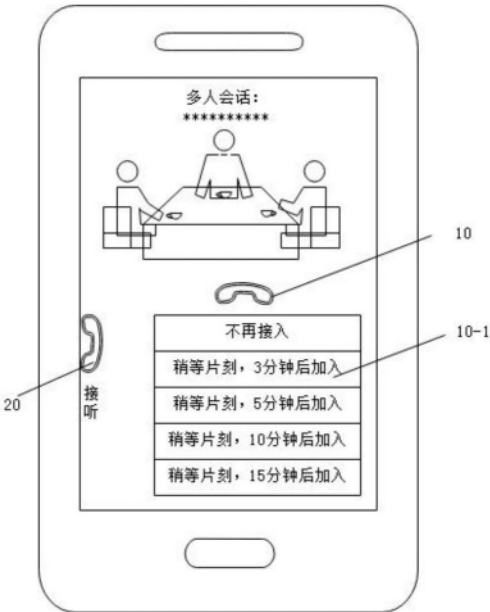 多人会话：
**********
10
不再接入
10-1
稍等片刻，3分钟后加入
20
接听
稍等片刻，5分钟后加入
稍等片刻，10分钟后加入
稍等片刻，15分钟后加入